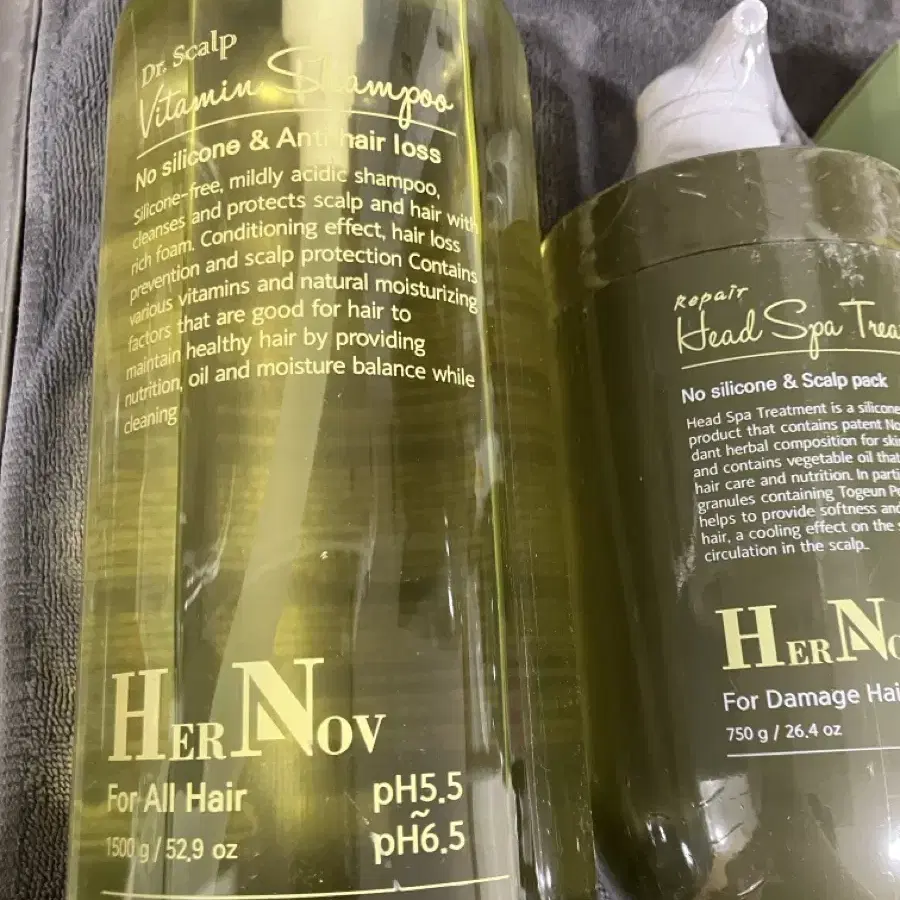 Dr. Scalp
Vitamin Shampoo
No silicone & Anti hair loss
Silicone-free, mildly acidic shampoo,
cleanses and protects scalp and hair with
rich foam. Conditioning effect, hair loss
prevention and scalp protection Contains
various vitamins and natural moisturizing
factors that are good for hair to
maintain healthy hair by providing
nutrition, oil and moisture balance while
cleaning
HerNov
For All Hair
1500 g / 52.9 oz
pH5.5
~
pH6.5
Repair
Head Spa Trea
No silicone & Scalp pack
Head Spa Treatment is a silicone
product that contains patent No
dant herbal composition for skin
and contains vegetable oil that
hair care and nutrition. In parti
granules containing Togeun Po
helps to provide softness and
hair, a cooling effect on the s
circulation in the scalp.
HerNo
For Damage Hai
750 g / 26.4 oz